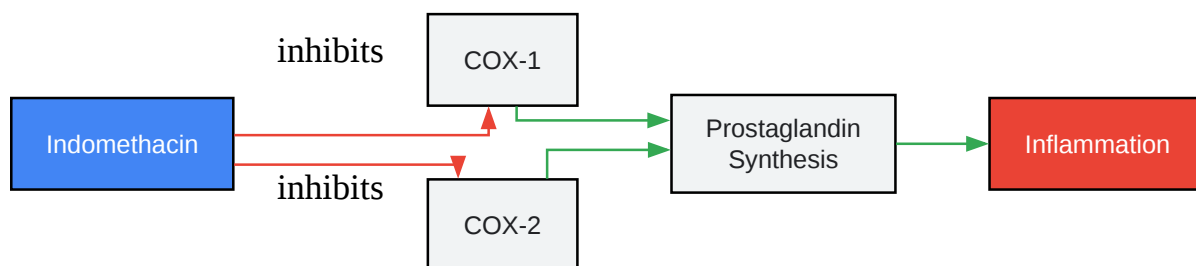 inhibits
COX-1
Indomethacin
Prostaglandin
Synthesis
Inflammation
inhibits
COX-2